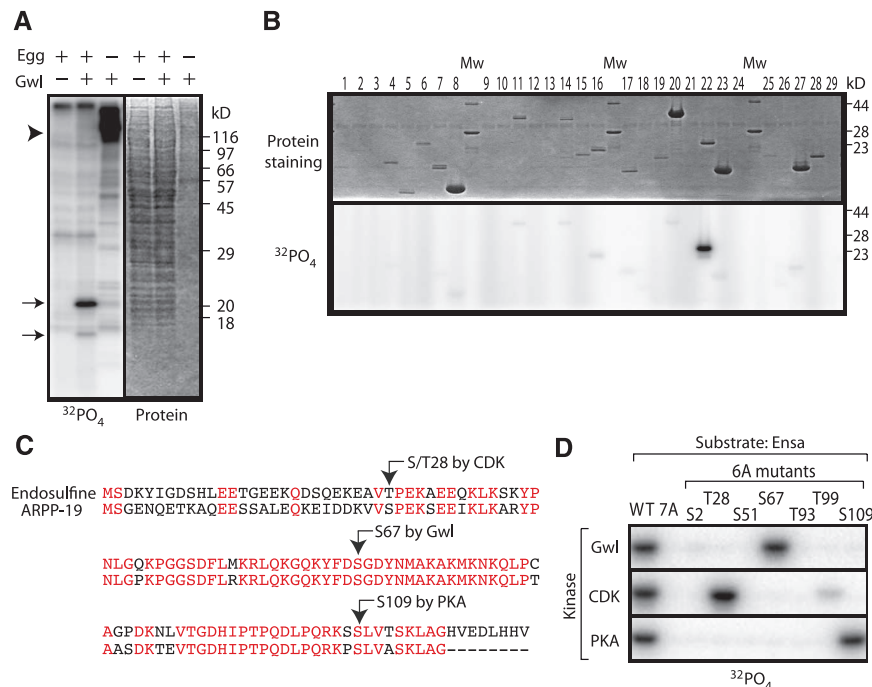 A
Egg + + − + + −
Gwl − + + − + +
kD
116
97
66
57
45
29
20
18
32PO4 Protein
B
Mw Mw Mw
1 2 3 4 5 6 7 8 9 10 11 12 13 14 15 16 17 18 19 20 21 22 23 24 25 26 27 28 29 kD
Protein staining
44
28
23
32PO4
44
28
23
C
S/T28 by CDK
Endosulfine MSDKYIGDSHLEETGEEKQDSQEKEAVTPEKAEEQKLKSKYP
ARPP-19 MSGENQETKAQEESSALEQKEIDDKVVSPEKSEEIKLKARYP
S67 by Gwl
NLGQKPGGSDFLMKRLQKGQKYFDSGDYNMAKAKMKNKQLPC
NLGPKPGGSDFLRKRLQKGQKYFDSGDYNMAKAKMKNKQLPT
S109 by PKA
AGPDKNLVTGDHIPTPQDLPQRKSSLVTSKLAGHVEDLHHV
AASDKTEVTGDHIPTPQDLPQRKPSLVASKLAG--------
D
Substrate: Ensa
6A mutants
WT 7A S2 T28 S51 S67 T93 T99 S109
Kinase
Gwl
CDK
PKA
32PO4